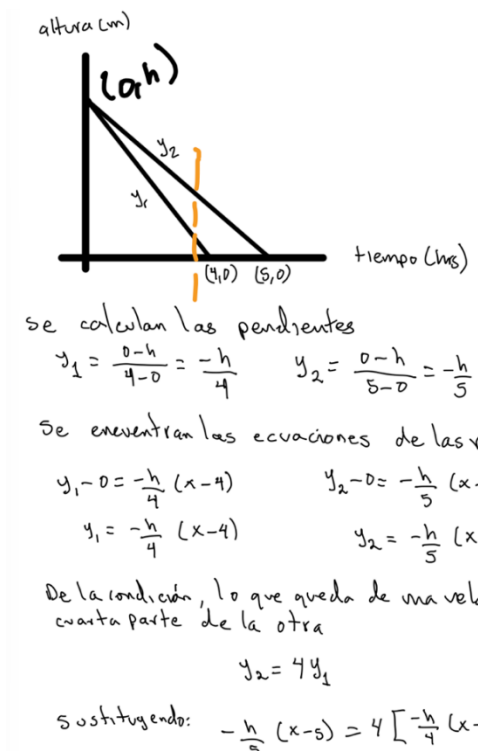 altura (m)
(0,h)
y₂
y₁
(4,0) (5,0)
tiempo (hrs)
se calculan las pendientes
y₁ = (0-h)/(4-0) = -h/4    y₂ = (0-h)/(5-0) = -h/5
Se encuentran las ecuaciones de las
y₁-0 = -h/4 (x-4)    y₂-0 = -h/5 (x-
y₁ = -h/4 (x-4)    y₂ = -h/5 (x
De la condición, lo que queda de una
cuarta parte de la otra
y₂ = 4y₁
sustituyendo: -h/5 (x-5) = 4 [ -h/4 (x-